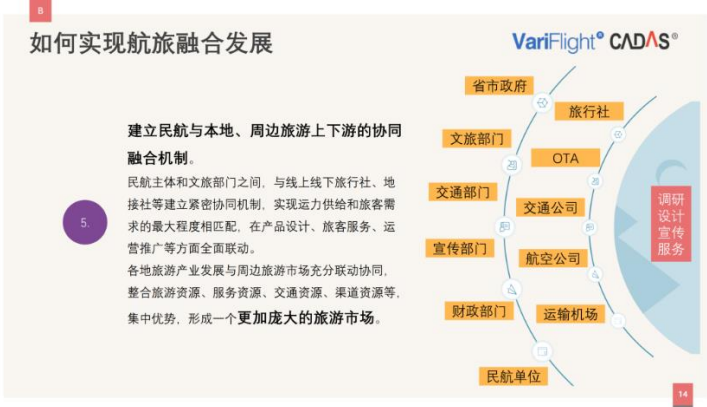 B
如何实现航旅融合发展
VariFlight CADAS®
建立民航与本地、周边旅游上下游的协同
融合机制。
民航主体和文旅部门之间，与线上线下旅行社、地
接社等建立紧密协同机制，实现运力供给和旅客需
求的最大程度相匹配，在产品设计、旅客服务、运
营推广等方面全面联动。
各地旅游产业发展与周边旅游市场充分联动协同，
整合旅游资源、服务资源、交通资源、渠道资源等，
集中优势，形成一个更加庞大的旅游市场。
5.
省市政府
文旅部门
交通部门
宣传部门
财政部门
民航单位
旅行社
OTA
交通公司
航空公司
运输机场
调研
设计
宣传
服务
14